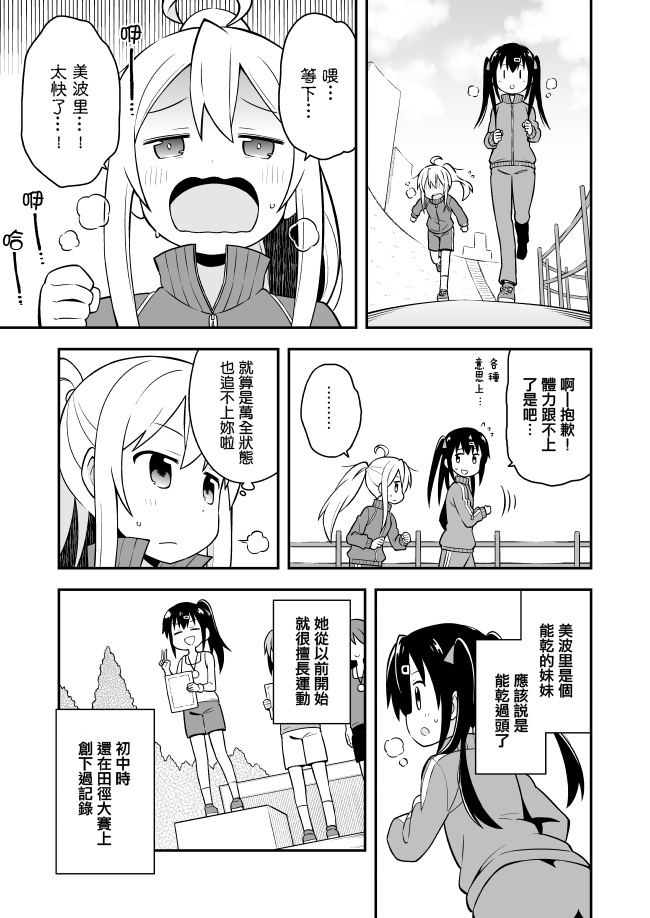 喂⋯
等下⋯
美波里⋯！
太快了⋯！
咿
咿
哈
啊─抱歉！
體力跟不上
了是吧⋯
各種
意思上⋯
⋯⋯⋯
就算是萬全狀態
也追不上妳啦
美波里是個
能乾的妹妹
應該説是
能乾過頭了
她從以前開始
就很擅長運動
初中時
還在田徑大賽上
創下過記錄